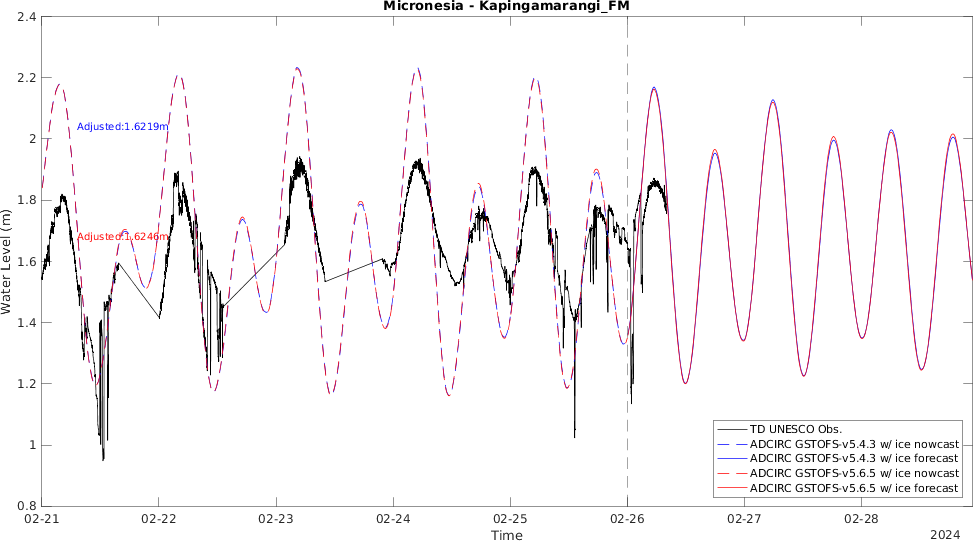 Micronesia - Kapingamarangi_FM
Water Level (m)
2.4
2.2
2
1.8
1.6
1.4
1.2
1
0.8
Adjusted:1.6219m
Adjusted:1.6246m
TD UNESCO Obs.
ADCIRC GSTOFS-v5.4.3 w/ ice nowcast
ADCIRC GSTOFS-v5.4.3 w/ ice forecast
ADCIRC GSTOFS-v5.6.5 w/ ice nowcast
ADCIRC GSTOFS-v5.6.5 w/ ice forecast
02-21 02-22 02-23 02-24 02-25 02-26 02-27 02-28
Time
2024